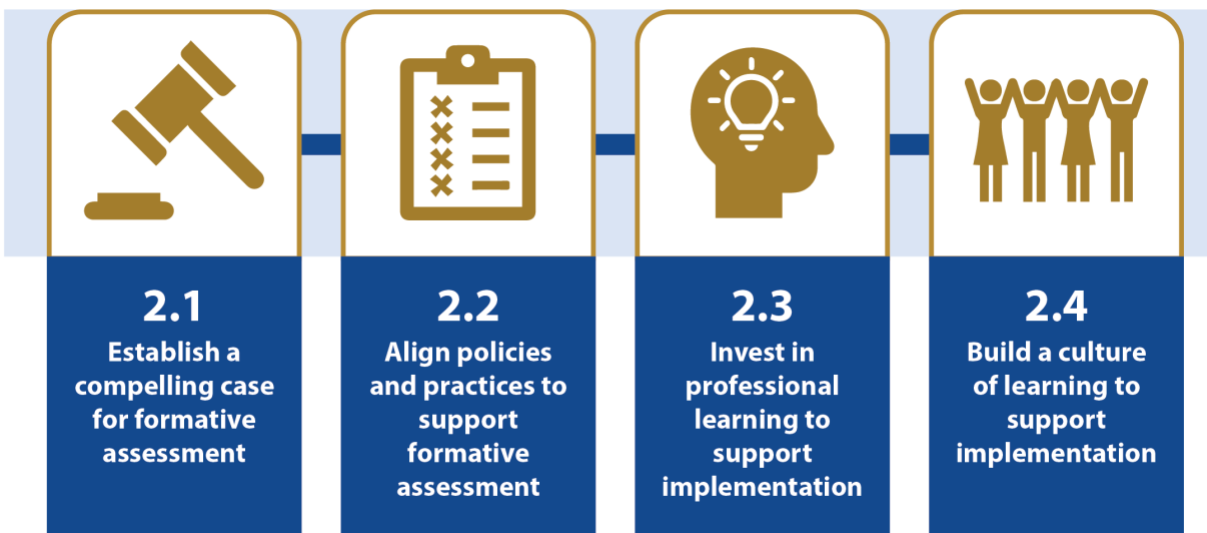 2.1
Establish a
compelling case
for formative
assessment
2.2
Align policies
and practices to
support
formative
assessment
2.3
Invest in
professional
learning to
support
implementation
2.4
Build a culture
of learning to
support
implementation